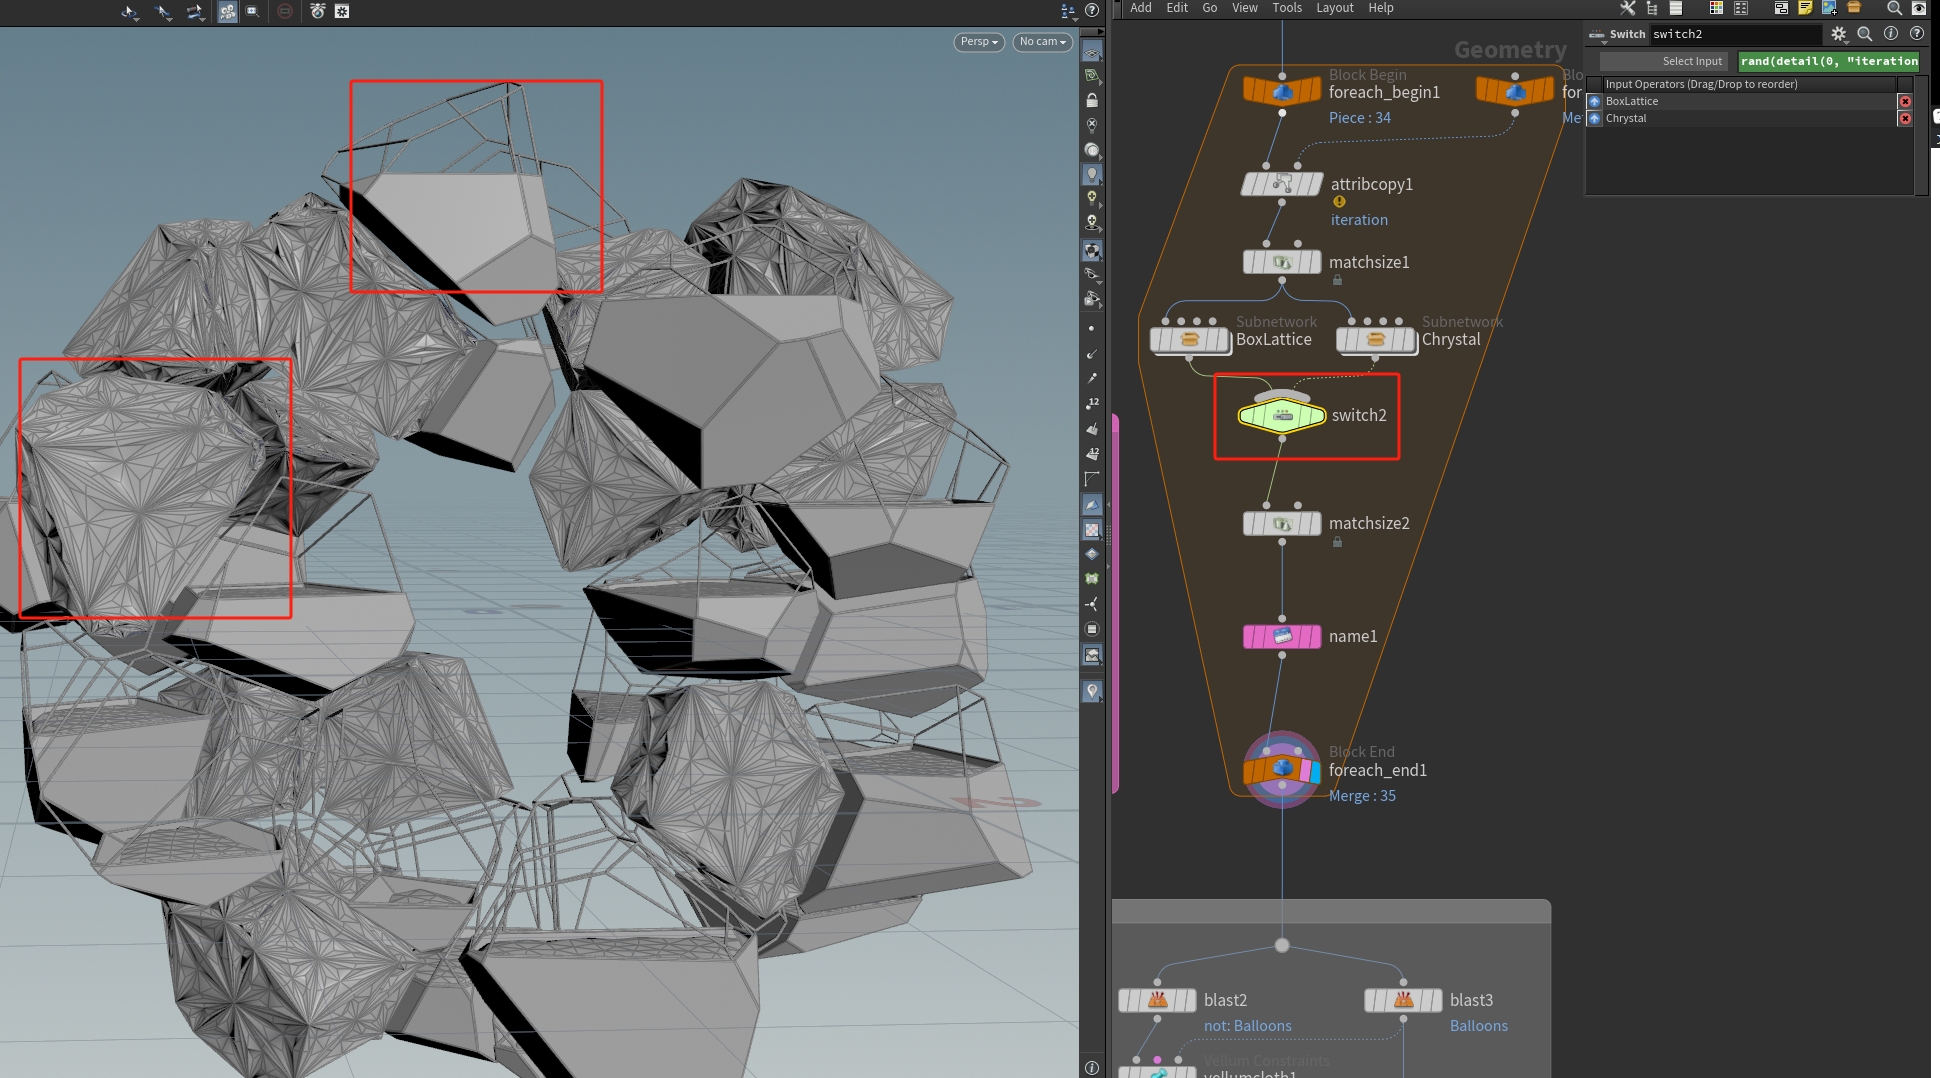 Add Edit Go View Tools Layout Help
Persp
No cam
Geometry
Switch switch2
Select Input rand(detail(0, "iteration
Input Operators (Drag/Drop to reorder)
BoxLattice
Chrystal
Block Begin
foreach_begin1
Piece : 34
Blo
for
Me
attribcopy1
iteration
matchsize1
Subnetwork
BoxLattice
Subnetwork
Chrystal
switch2
matchsize2
name1
Block End
foreach_end1
Merge : 35
blast2
not: Balloons
blast3
Balloons
Vellum Constraints
vellumcloth1
12
12